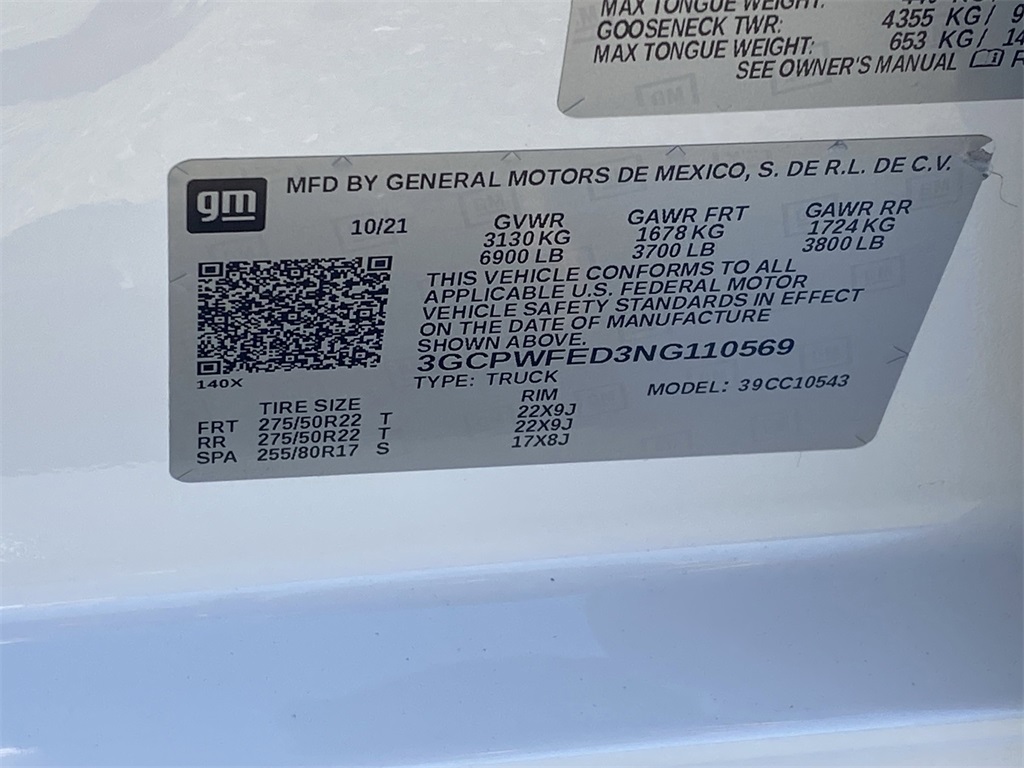 MAX TONGUE WEIGHT:
GOOSENECK TWR: 4355 KG/ 9
MAX TONGUE WEIGHT: 653 KG/ 14
SEE OWNER'S MANUAL
gm
MFD BY GENERAL MOTORS DE MEXICO, S. DE R.L. DE C.V.
10/21 GVWR GAWR FRT GAWR RR
3130 KG 1678 KG 1724 KG
6900 LB 3700 LB 3800 LB
THIS VEHICLE CONFORMS TO ALL
APPLICABLE U.S. FEDERAL MOTOR
VEHICLE SAFETY STANDARDS IN EFFECT
ON THE DATE OF MANUFACTURE
SHOWN ABOVE.
3GCPWFED3NG110569
140X TYPE: TRUCK MODEL: 39CC10543
TIRE SIZE RIM
FRT 275/50R22 T 22X9J
RR 275/50R22 T 22X9J
SPA 255/80R17 S 17X8J